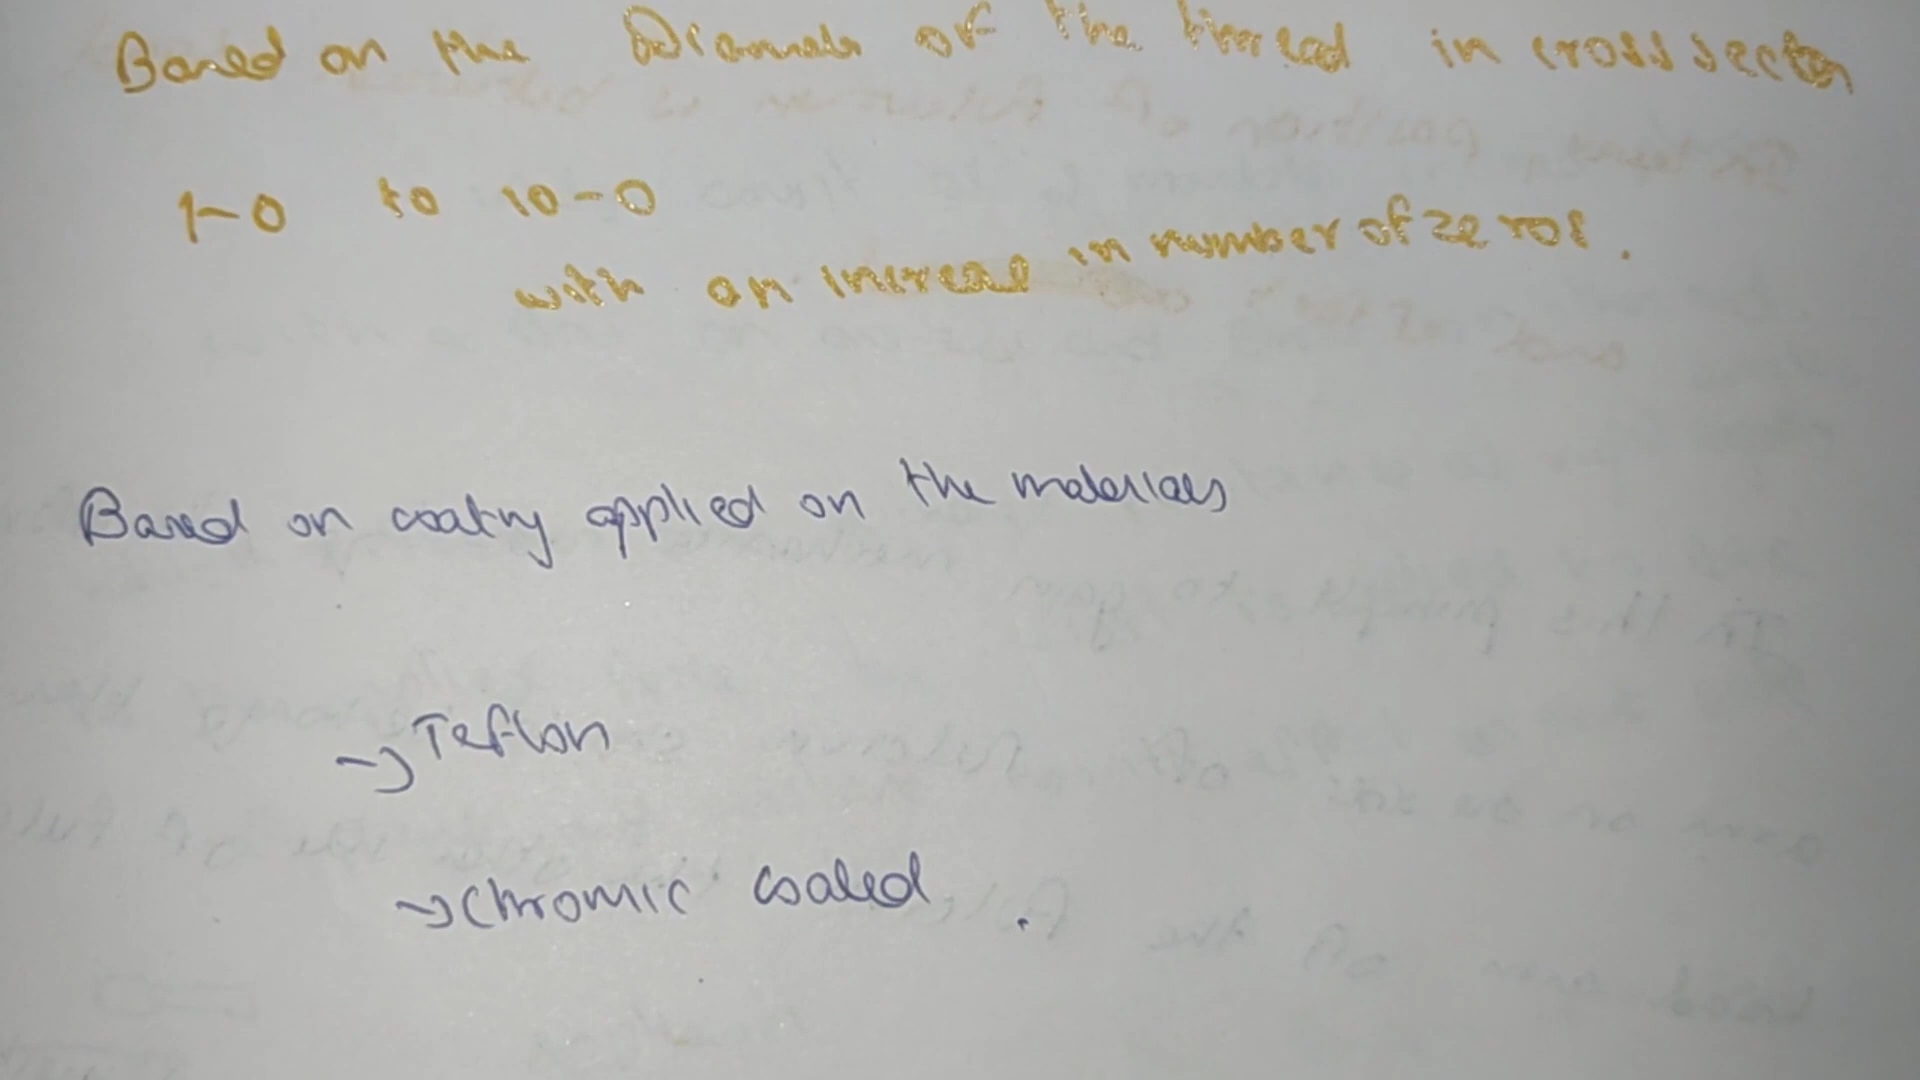 Based on the Diameter of the thread in cross section
1-0 to 10-0
with an increase in number of zeros.
Based on coating applied on the materials
→ Teflon
→ Chromic coated.